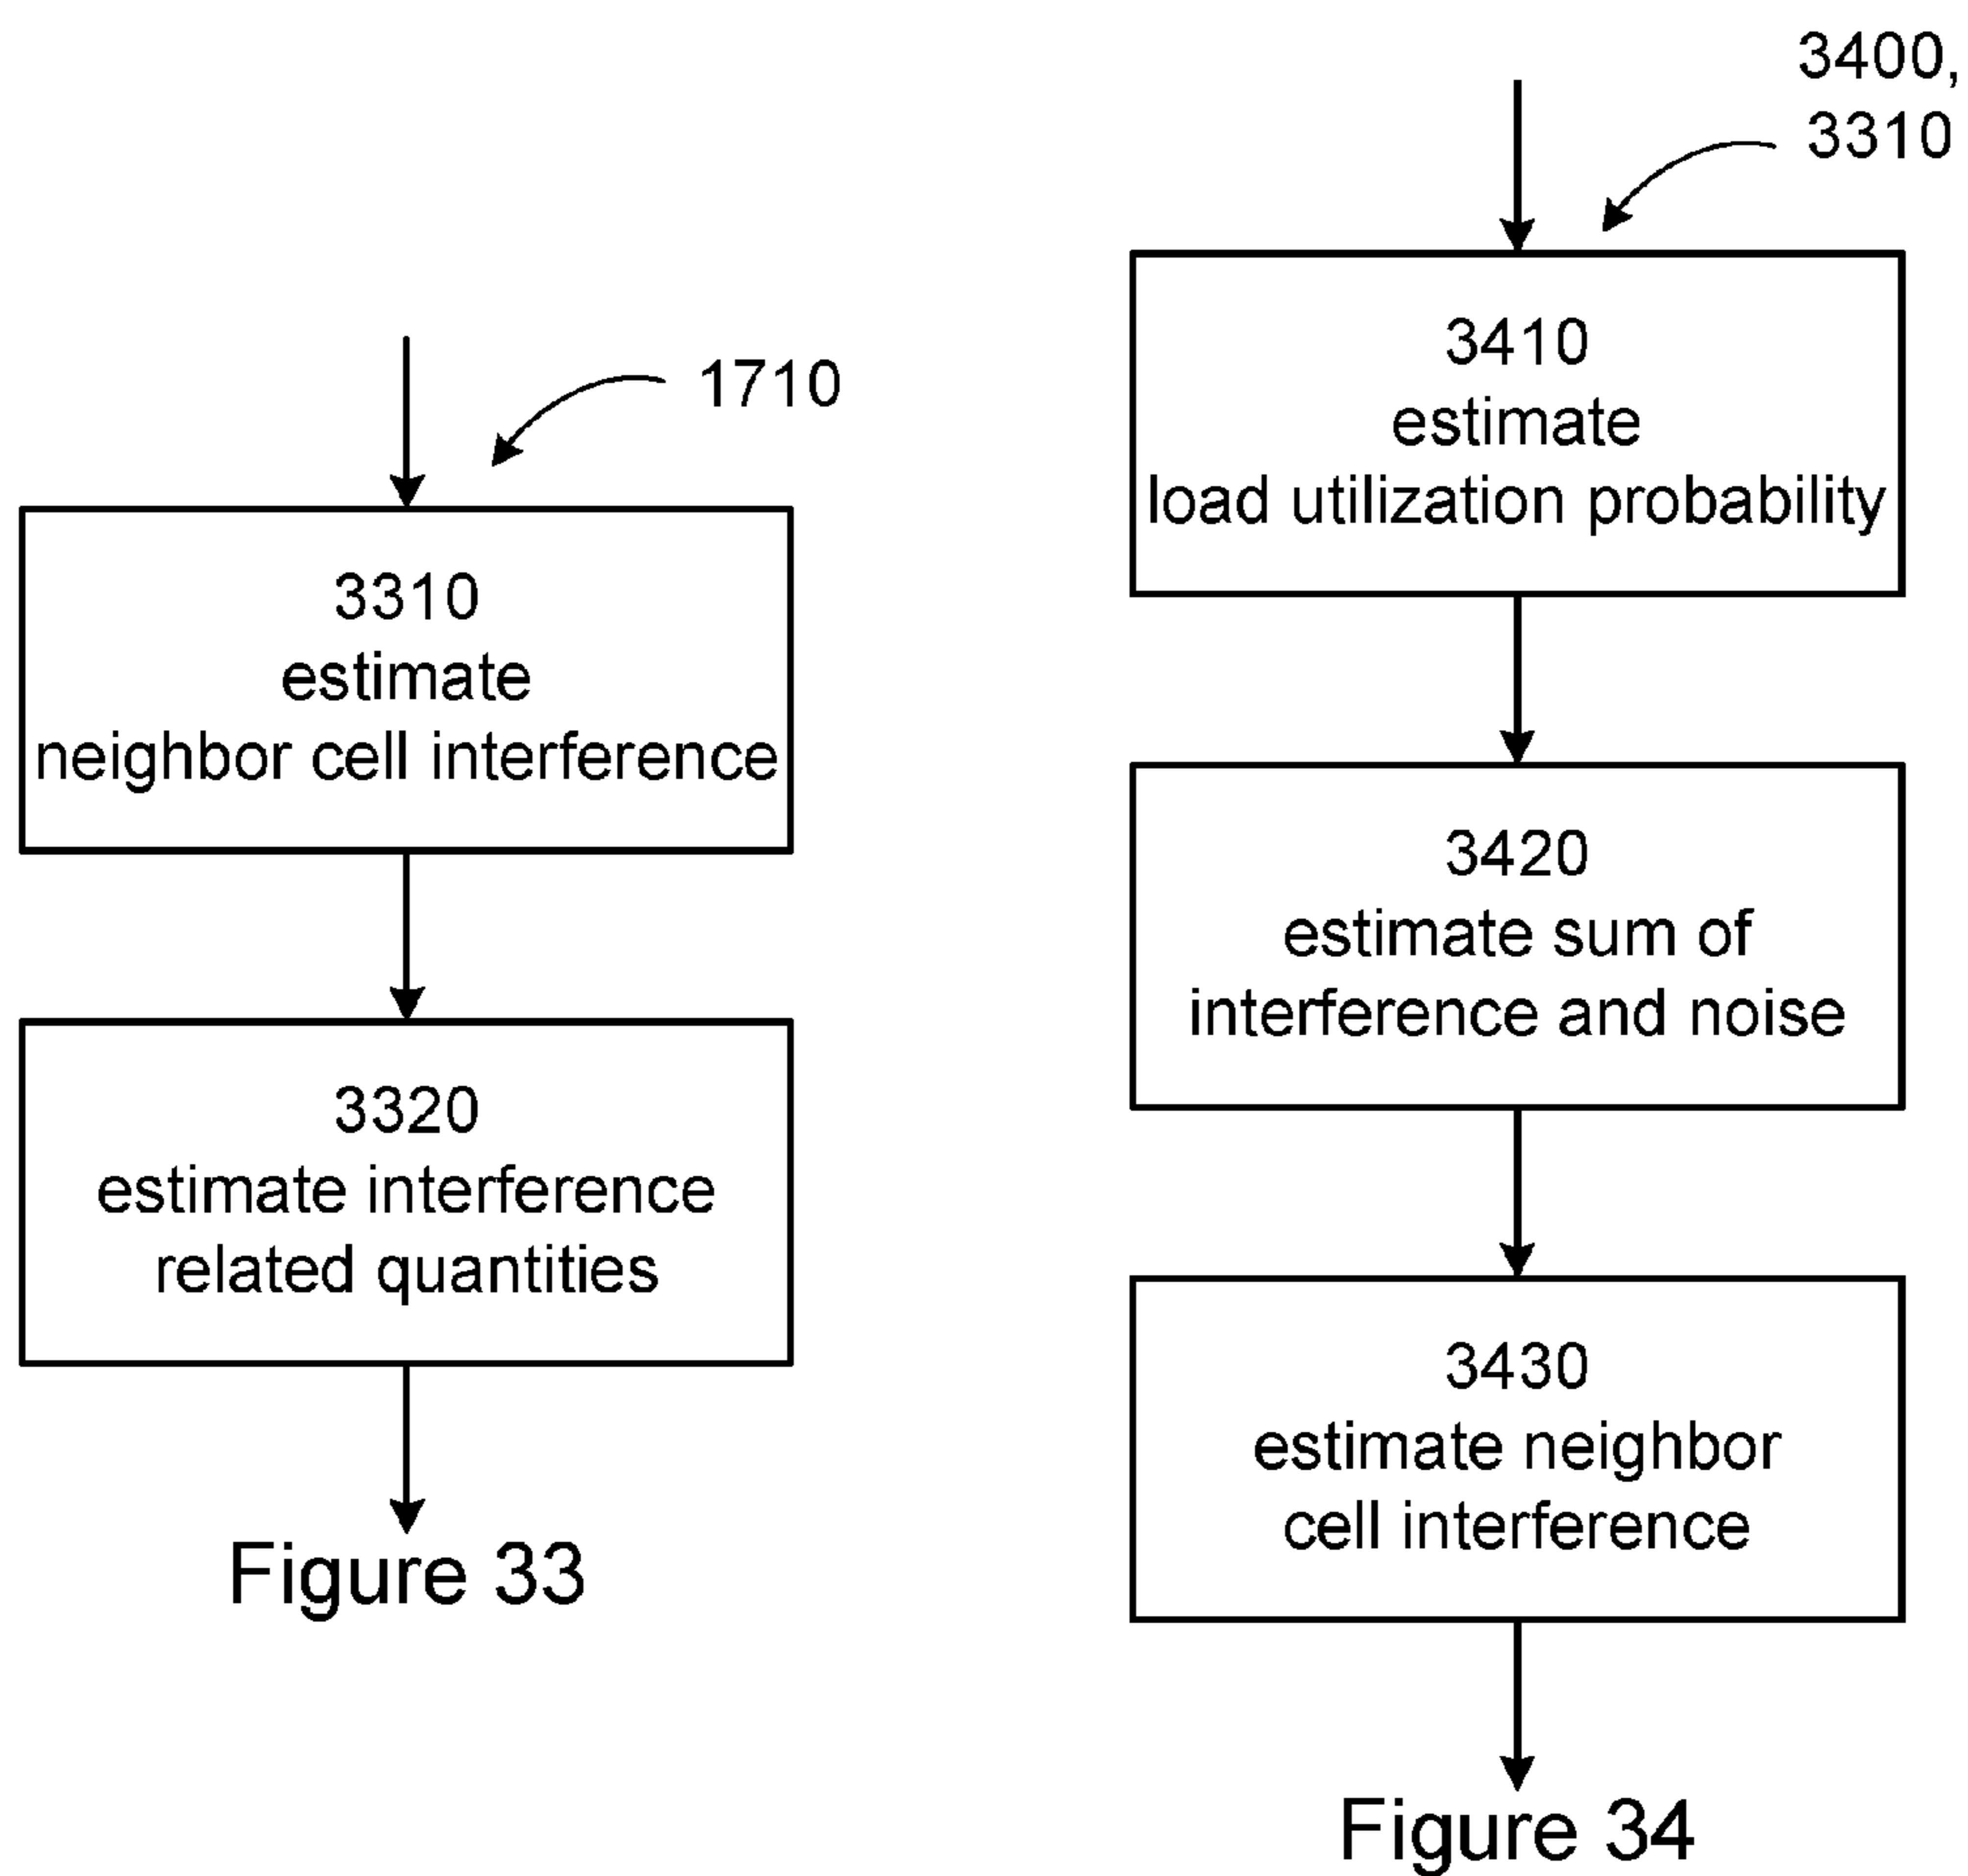 1710
3310
estimate
neighbor cell interference
3320
estimate interference
related quantities
Figure 33
3400,
3310
3410
estimate
load utilization probability
3420
estimate sum of
interference and noise
3430
estimate neighbor
cell interference
Figure 34